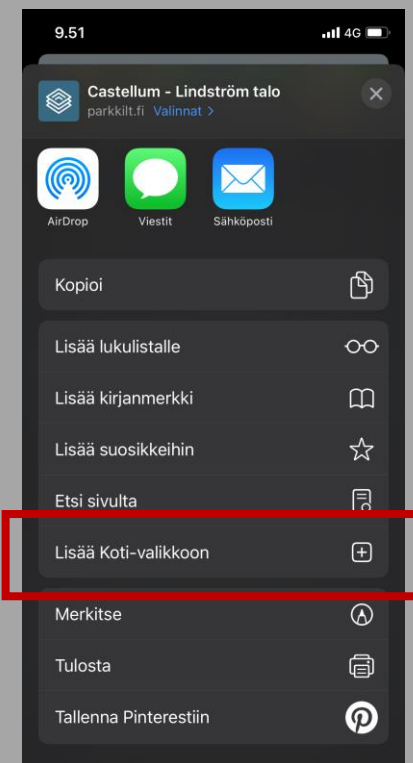 9.51 4G
Castellum - Lindström talo
parkkilt.fi Valinnat >
AirDrop Viestit Sähköposti
Kopioi
Lisää lukulistalle
Lisää kirjanmerkki
Lisää suosikkeihin
Etsi sivulta
Lisää Koti-valikkoon
Merkitse
Tulosta
Tallenna Pinterestiin